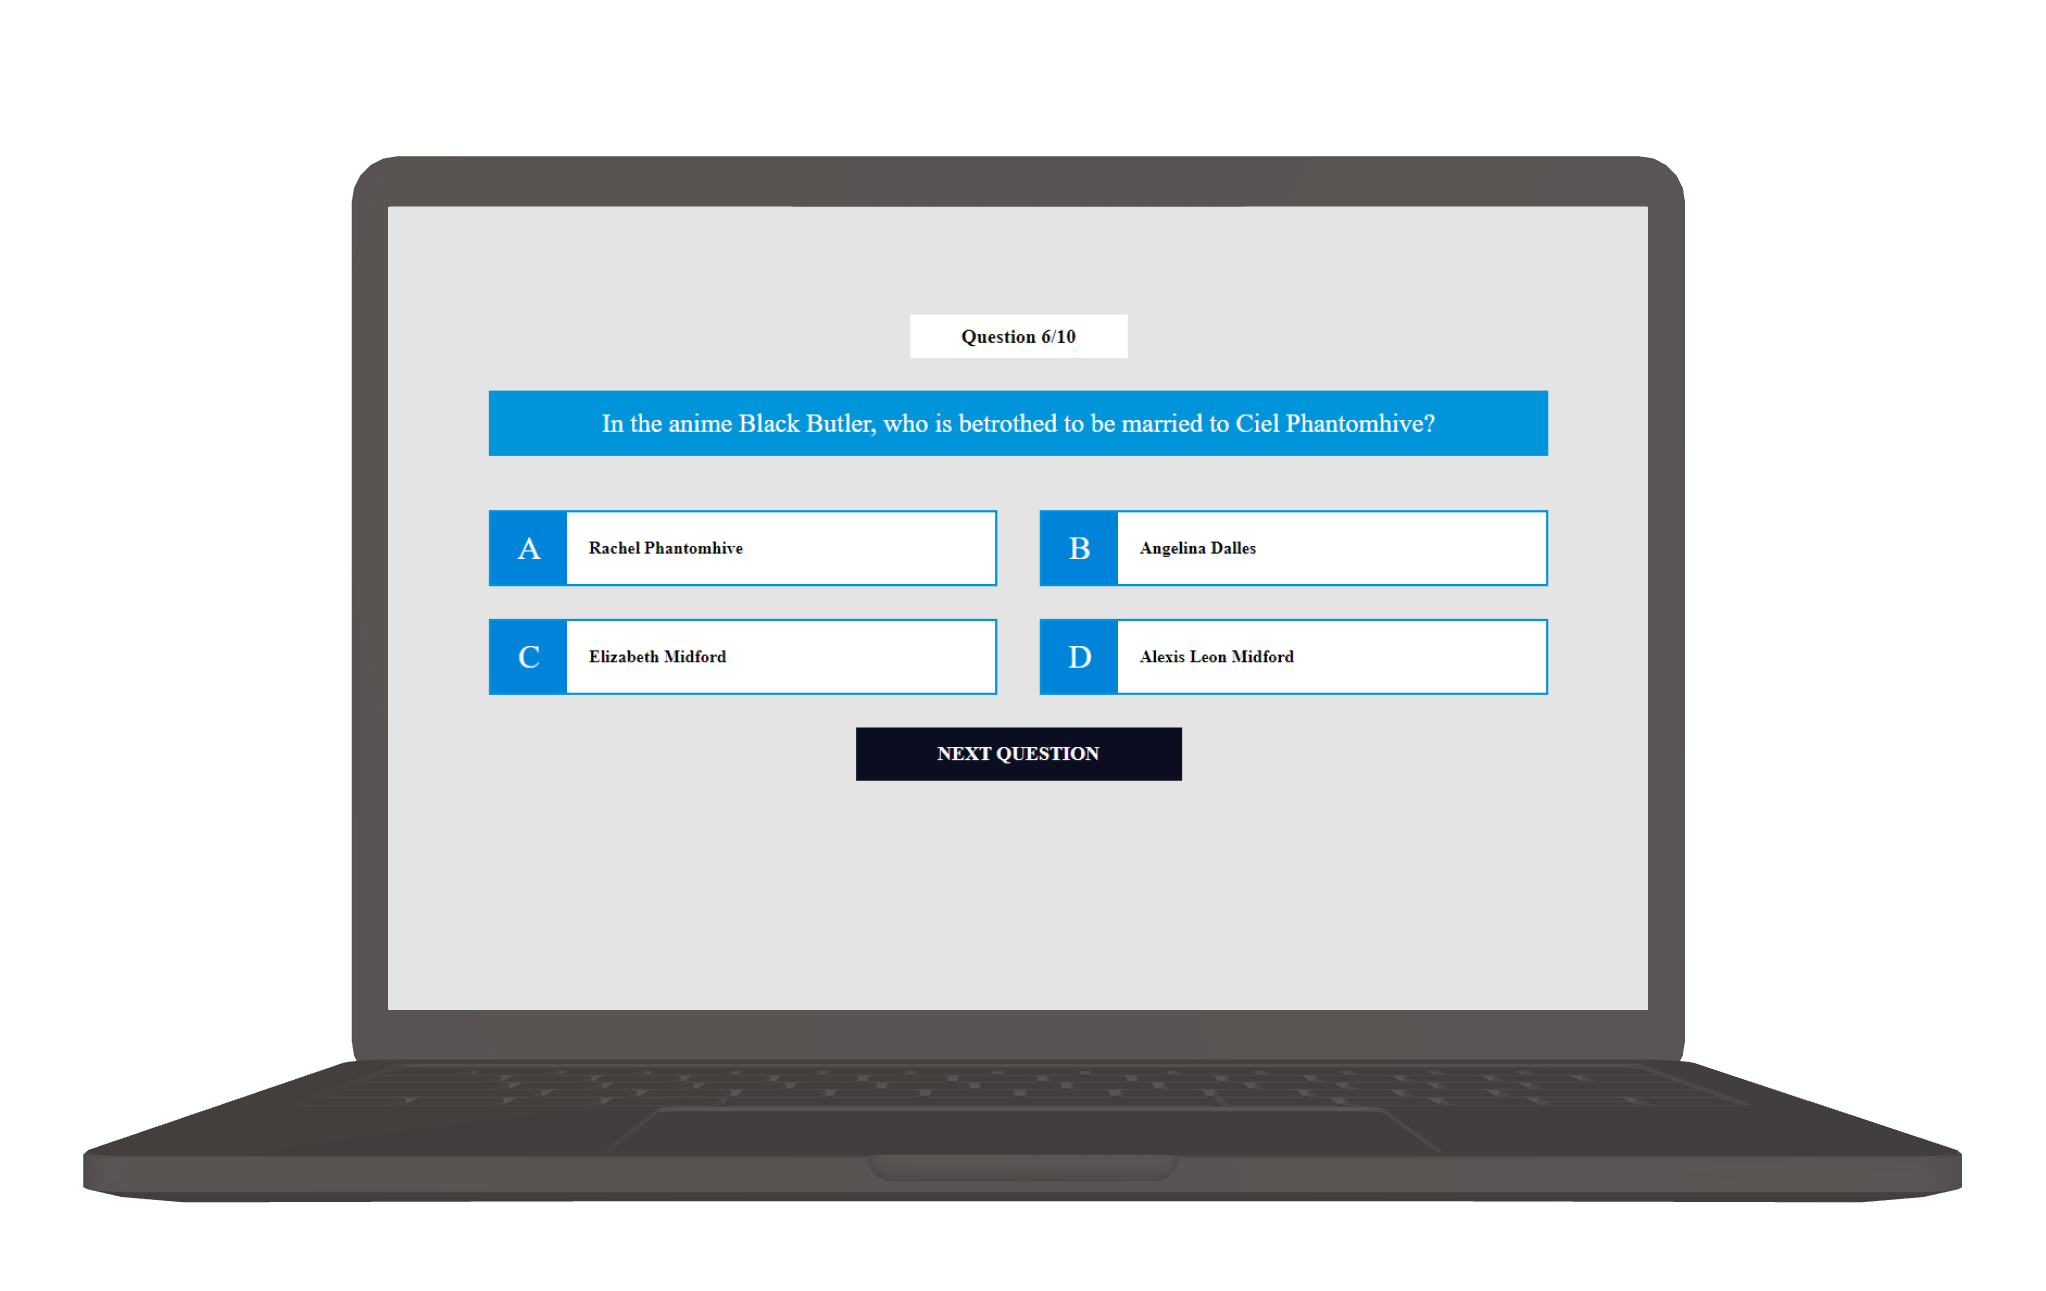 Question 6/10
In the anime Black Butler, who is betrothed to be married to Ciel Phantomhive?
A
Rachel Phantomhive
B
Angelina Dalles
C
Elizabeth Midford
D
Alexis Leon Midford
NEXT QUESTION